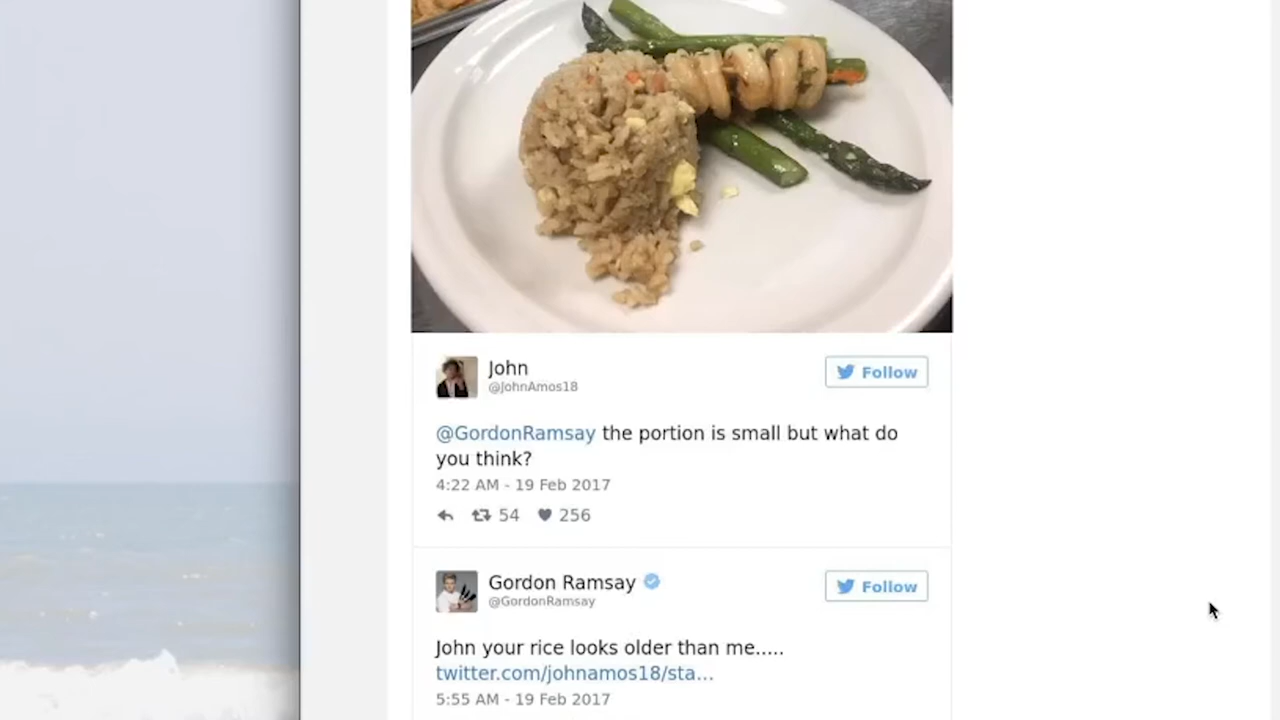 John
@JohnAmos18
Follow
@GordonRamsay the portion is small but what do
you think?
4:22 AM - 19 Feb 2017
54 256
Gordon Ramsay
@GordonRamsay
Follow
John your rice looks older than me.....
twitter.com/johnamos18/sta...
5:55 AM - 19 Feb 2017